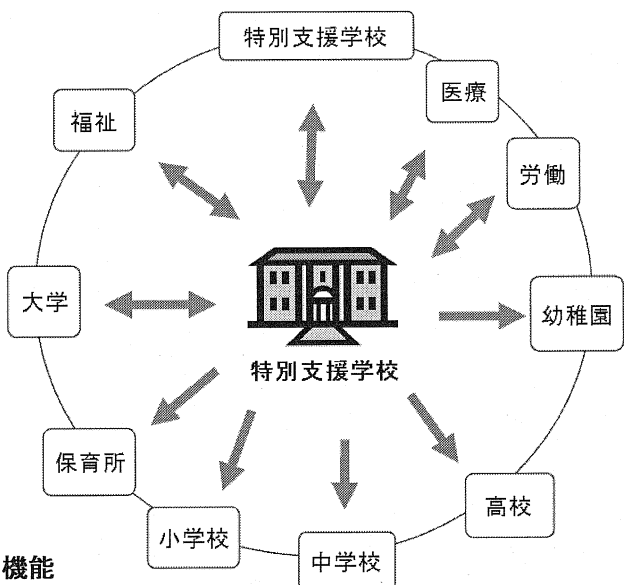 特別支援学校
医療
福祉
労働
大学
幼稚園
特別支援学校
保育所
高校
小学校
中学校
機能